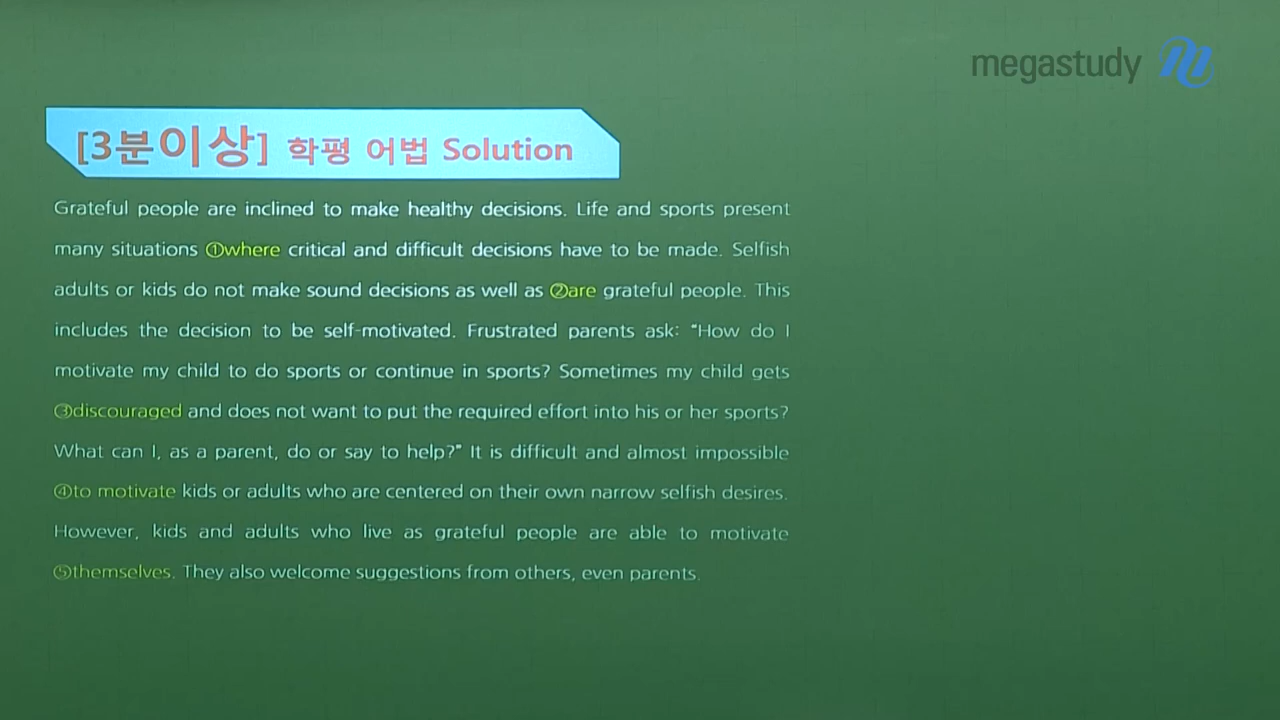 megastudy
[3분이상] 학평 어법 Solution
Grateful people are inclined to make healthy decisions. Life and sports present
many situations ①where critical and difficult decisions have to be made. Selfish
adults or kids do not make sound decisions as well as ②are grateful people. This
includes the decision to be self-motivated. Frustrated parents ask: “How do I
motivate my child to do sports or continue in sports? Sometimes my child gets
③discouraged and does not want to put the required effort into his or her sports?
What can I, as a parent, do or say to help?” It is difficult and almost impossible
④to motivate kids or adults who are centered on their own narrow selfish desires.
However, kids and adults who live as grateful people are able to motivate
⑤themselves. They also welcome suggestions from others, even parents.